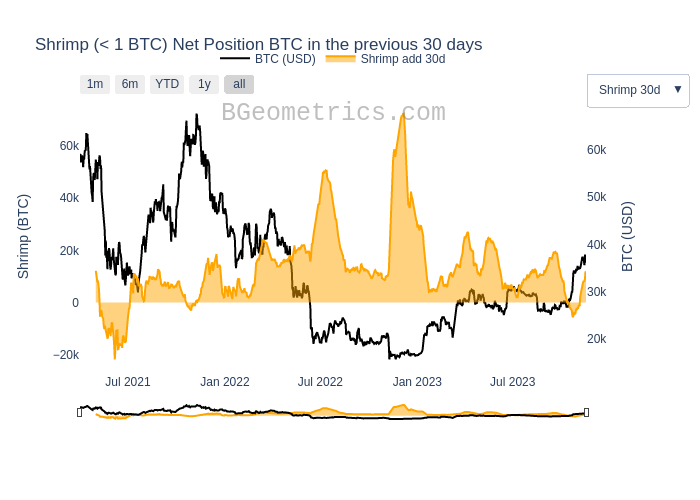 Shrimp (< 1 BTC) Net Position BTC in the previous 30 days
BTC (USD) Shrimp add 30d
1m 6m YTD 1y all
Shrimp 30d ▼
BGeometrics.com
60k
40k
20k
0
−20k
Shrimp (BTC)
60k
50k
40k
30k
20k
BTC (USD)
Jul 2021 Jan 2022 Jul 2022 Jan 2023 Jul 2023